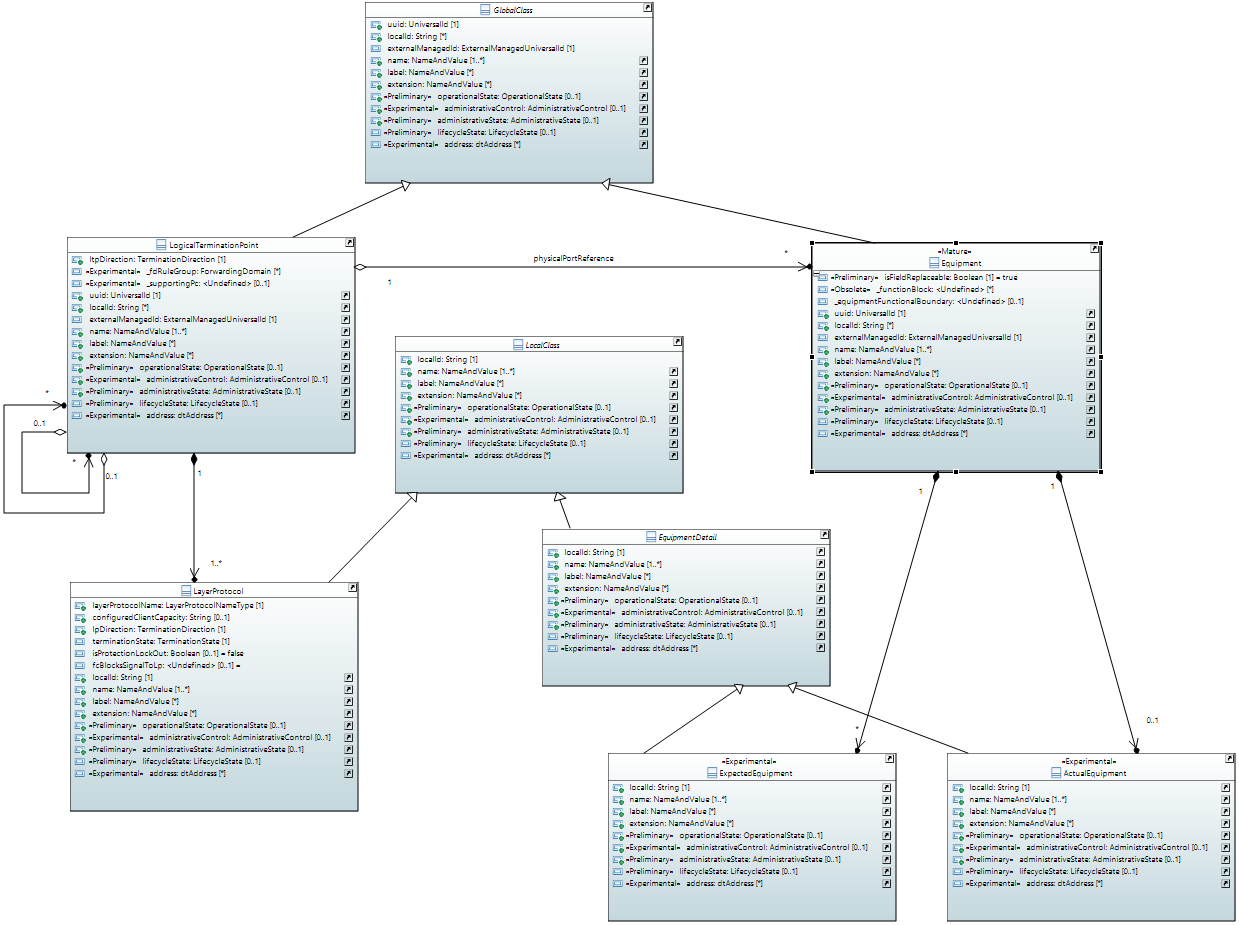 GlobalClass
uuid: UniversalId [1]
localId: String [*]
externalManagedId: ExternalManagedUniversalId [1]
name: NameAndValue [1..*]
label: NameAndValue [*]
extension: NameAndValue [*]
«Preliminary» operationalState: OperationalState [0..1]
«Experimental» administrativeControl: AdministrativeControl [0..1]
«Preliminary» administrativeState: AdministrativeState [0..1]
«Preliminary» lifecycleState: LifecycleState [0..1]
«Experimental» address: dtAddress [*]
LogicalTerminationPoint
ltpDirection: TerminationDirection [1]
«Experimental» _fdRuleGroup: ForwardingDomain [*]
«Experimental» _supportingPc: <Undefined> [0..1]
uuid: UniversalId [1]
localId: String [*]
externalManagedId: ExternalManagedUniversalId [1]
name: NameAndValue [1..*]
label: NameAndValue [*]
extension: NameAndValue [*]
«Preliminary» operationalState: OperationalState [0..1]
«Experimental» administrativeControl: AdministrativeControl [0..1]
«Preliminary» administrativeState: AdministrativeState [0..1]
«Preliminary» lifecycleState: LifecycleState [0..1]
«Experimental» address: dtAddress [*]
physicalPortReference
*
1
«Mature»
Equipment
«Preliminary» isFieldReplaceable: Boolean [1] = true
«Obsolete» _functionBlock: <Undefined> [*]
_equipmentFunctionalBoundary: <Undefined> [0..1]
uuid: UniversalId [1]
localId: String [*]
externalManagedId: ExternalManagedUniversalId [1]
name: NameAndValue [1..*]
label: NameAndValue [*]
extension: NameAndValue [*]
«Preliminary» operationalState: OperationalState [0..1]
«Experimental» administrativeControl: AdministrativeControl [0..1]
«Preliminary» administrativeState: AdministrativeState [0..1]
«Preliminary» lifecycleState: LifecycleState [0..1]
«Experimental» address: dtAddress [*]
LocalClass
localId: String [1]
name: NameAndValue [1..*]
label: NameAndValue [*]
extension: NameAndValue [*]
«Preliminary» operationalState: OperationalState [0..1]
«Experimental» administrativeControl: AdministrativeControl [0..1]
«Preliminary» administrativeState: AdministrativeState [0..1]
«Preliminary» lifecycleState: LifecycleState [0..1]
«Experimental» address: dtAddress [*]
*
0..1
*
0..1
1
1..*
1
1
EquipmentDetail
localId: String [1]
name: NameAndValue [1..*]
label: NameAndValue [*]
extension: NameAndValue [*]
«Preliminary» operationalState: OperationalState [0..1]
«Experimental» administrativeControl: AdministrativeControl [0..1]
«Preliminary» administrativeState: AdministrativeState [0..1]
«Preliminary» lifecycleState: LifecycleState [0..1]
«Experimental» address: dtAddress [*]
LayerProtocol
layerProtocolName: LayerProtocolNameType [1]
configuredClientCapacity: String [0..1]
lpDirection: TerminationDirection [1]
terminationState: TerminationState [1]
isProtectionLockOut: Boolean [0..1] = false
fcBlocksSignalToLp: <Undefined> [0..1] =
localId: String [1]
name: NameAndValue [1..*]
label: NameAndValue [*]
extension: NameAndValue [*]
«Preliminary» operationalState: OperationalState [0..1]
«Experimental» administrativeControl: AdministrativeControl [0..1]
«Preliminary» administrativeState: AdministrativeState [0..1]
«Preliminary» lifecycleState: LifecycleState [0..1]
«Experimental» address: dtAddress [*]
*
0..1
«Experimental»
ExpectedEquipment
localId: String [1]
name: NameAndValue [1..*]
label: NameAndValue [*]
extension: NameAndValue [*]
«Preliminary» operationalState: OperationalState [0..1]
«Experimental» administrativeControl: AdministrativeControl [0..1]
«Preliminary» administrativeState: AdministrativeState [0..1]
«Preliminary» lifecycleState: LifecycleState [0..1]
«Experimental» address: dtAddress [*]
«Experimental»
ActualEquipment
localId: String [1]
name: NameAndValue [1..*]
label: NameAndValue [*]
extension: NameAndValue [*]
«Preliminary» operationalState: OperationalState [0..1]
«Experimental» administrativeControl: AdministrativeControl [0..1]
«Preliminary» administrativeState: AdministrativeState [0..1]
«Preliminary» lifecycleState: LifecycleState [0..1]
«Experimental» address: dtAddress [*]